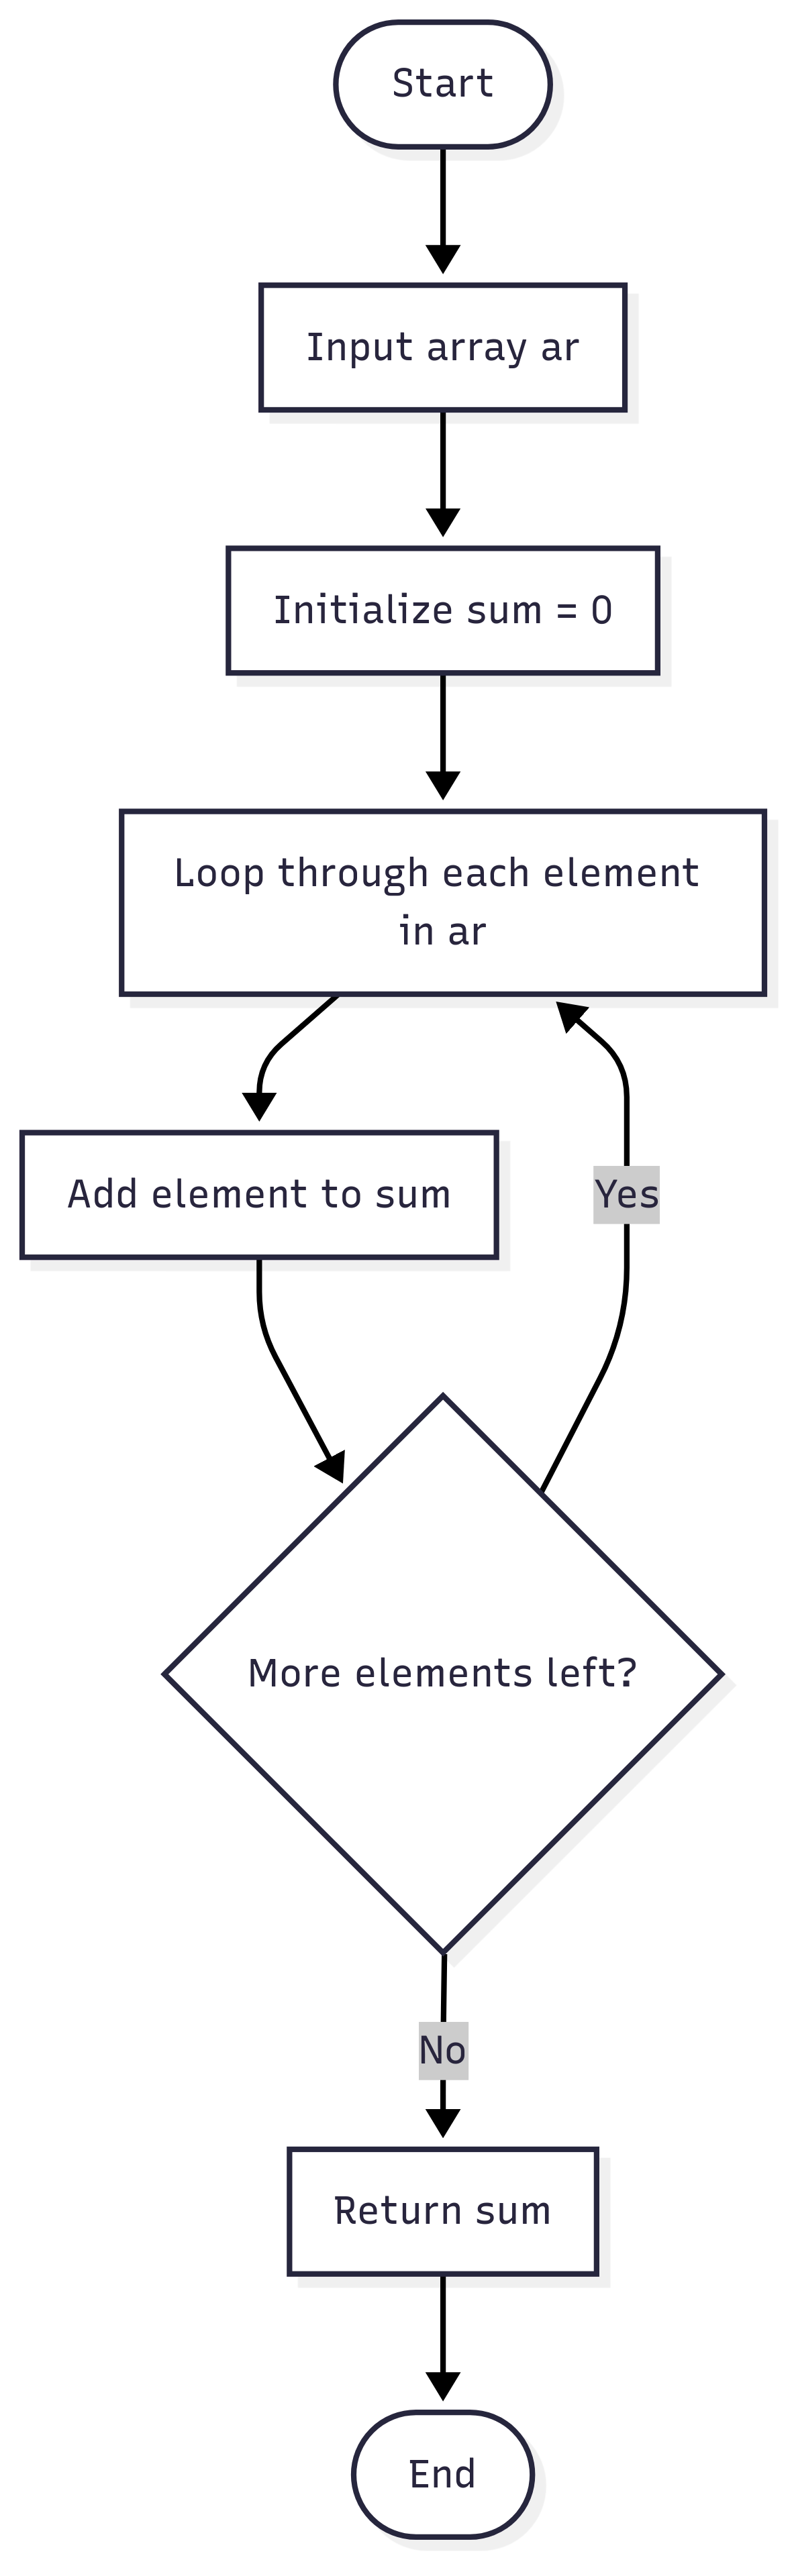 Start
Input array ar
Initialize sum = 0
Loop through each element
in ar
Add element to sum
Yes
More elements left?
No
Return sum
End